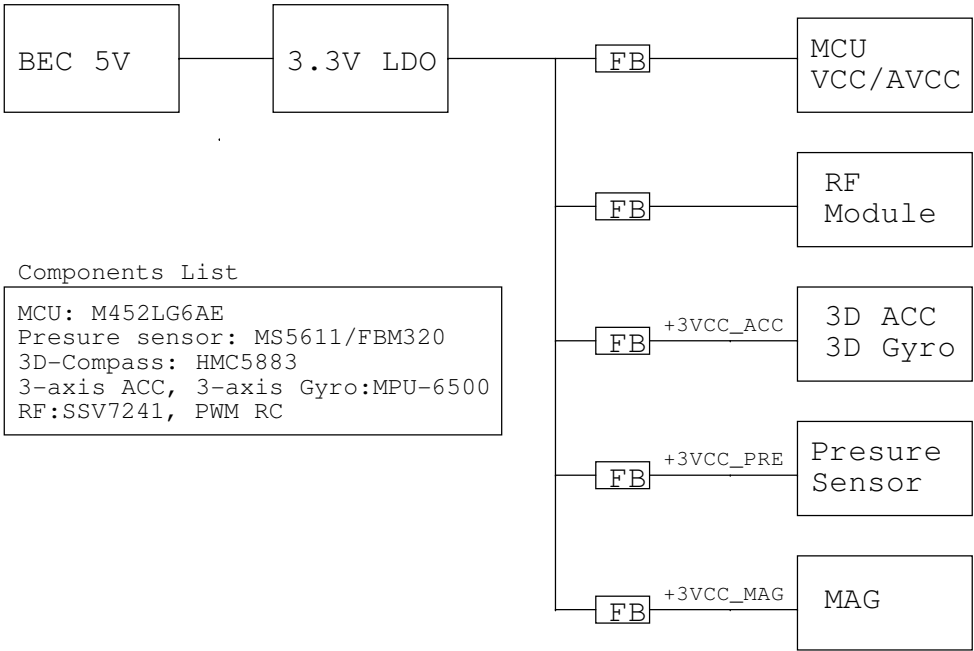 BEC 5V
3.3V LDO
FB
MCU
VCC/AVCC
FB
RF
Module
Components List
MCU: M452LG6AE
Presure sensor: MS5611/FBM320
3D-Compass: HMC5883
3-axis ACC, 3-axis Gyro:MPU-6500
RF:SSV7241, PWM RC
FB
+3VCC_ACC
3D ACC
3D Gyro
FB
+3VCC_PRE
Presure
Sensor
FB
+3VCC_MAG
MAG